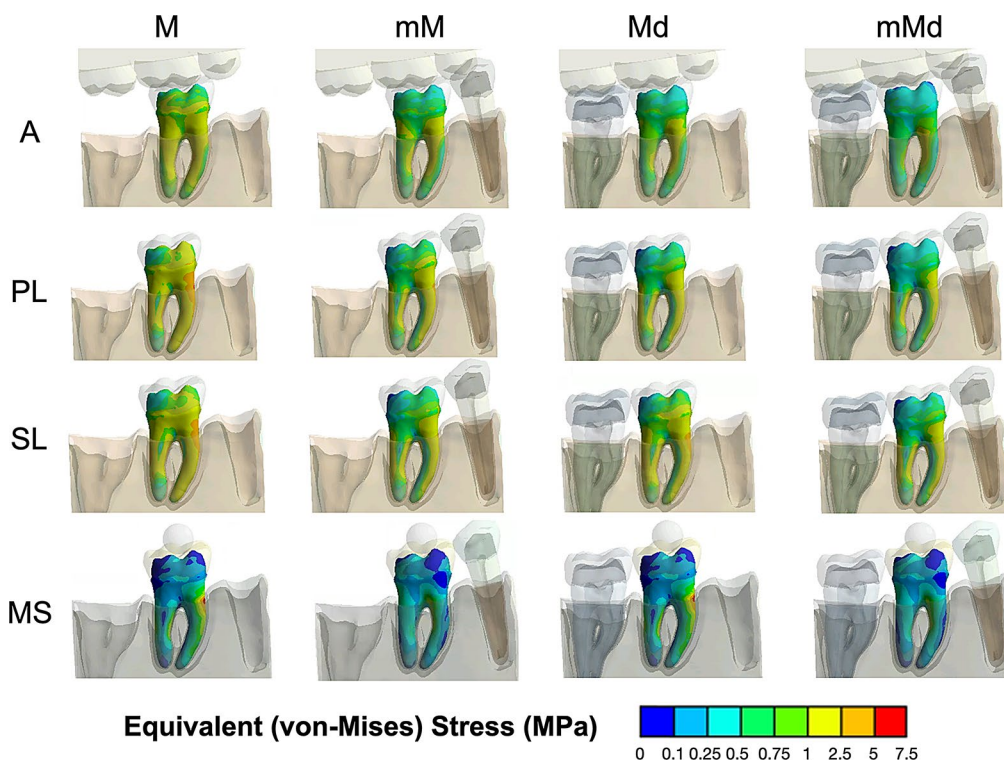 M mM Md mMd
A
PL
SL
MS
Equivalent (von-Mises) Stress (MPa)
0 0.1 0.25 0.5 0.75 1 2.5 5 7.5